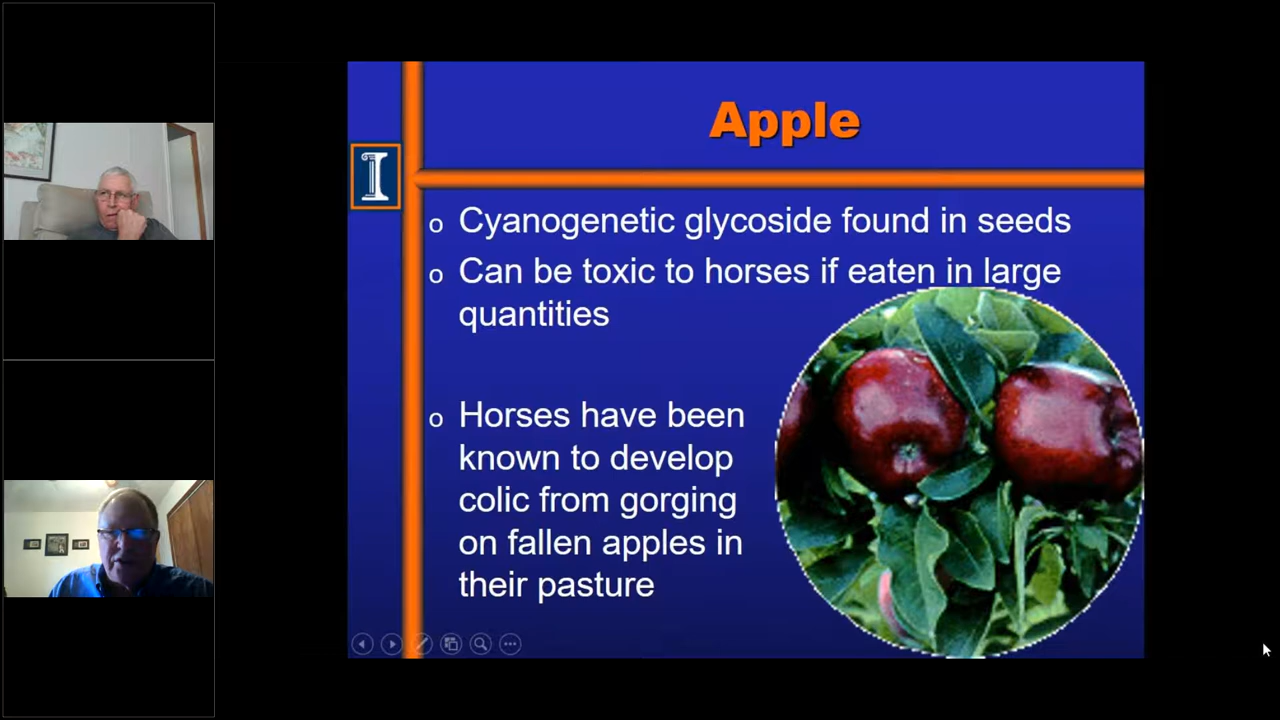 Apple
I
o Cyanogenetic glycoside found in seeds
o Can be toxic to horses if eaten in large
quantities
o Horses have been
known to develop
colic from gorging
on fallen apples in
their pasture